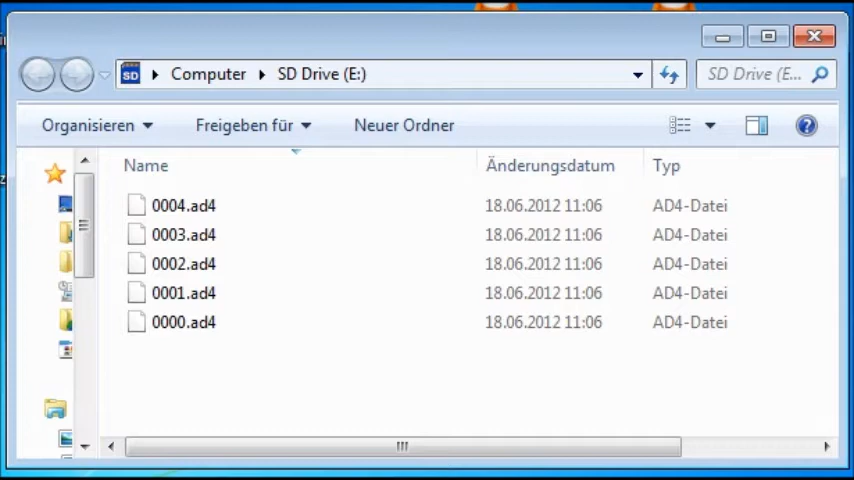 SD Computer SD Drive (E:) SD Drive (E...
Organisieren Freigeben für Neuer Ordner
Name Änderungsdatum Typ
0004.ad4 18.06.2012 11:06 AD4-Datei
0003.ad4 18.06.2012 11:06 AD4-Datei
0002.ad4 18.06.2012 11:06 AD4-Datei
0001.ad4 18.06.2012 11:06 AD4-Datei
0000.ad4 18.06.2012 11:06 AD4-Datei